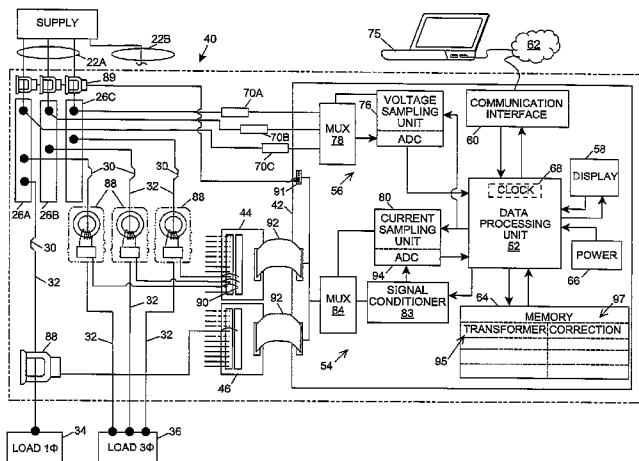 SUPPLY
22A
22B
40
75
62
89
26C
70A
70B
70C
MUX
78
76
VOLTAGE
SAMPLING
UNIT
ADC
COMMUNICATION
INTERFACE
60
58
DISPLAY
CLOCK
68
DATA
PROCESSING
UNIT
52
POWER
66
56
91
30
30
32
88
88
26A
26B
30
32
44
42
92
80
CURRENT
SAMPLING
UNIT
ADC
94
SIGNAL
CONDITIONER
83
MUX
84
54
90
92
46
32
32
32
88
64
MEMORY
97
TRANSFORMER
CORRECTION
95
LOAD 1Φ
34
LOAD 3Φ
36